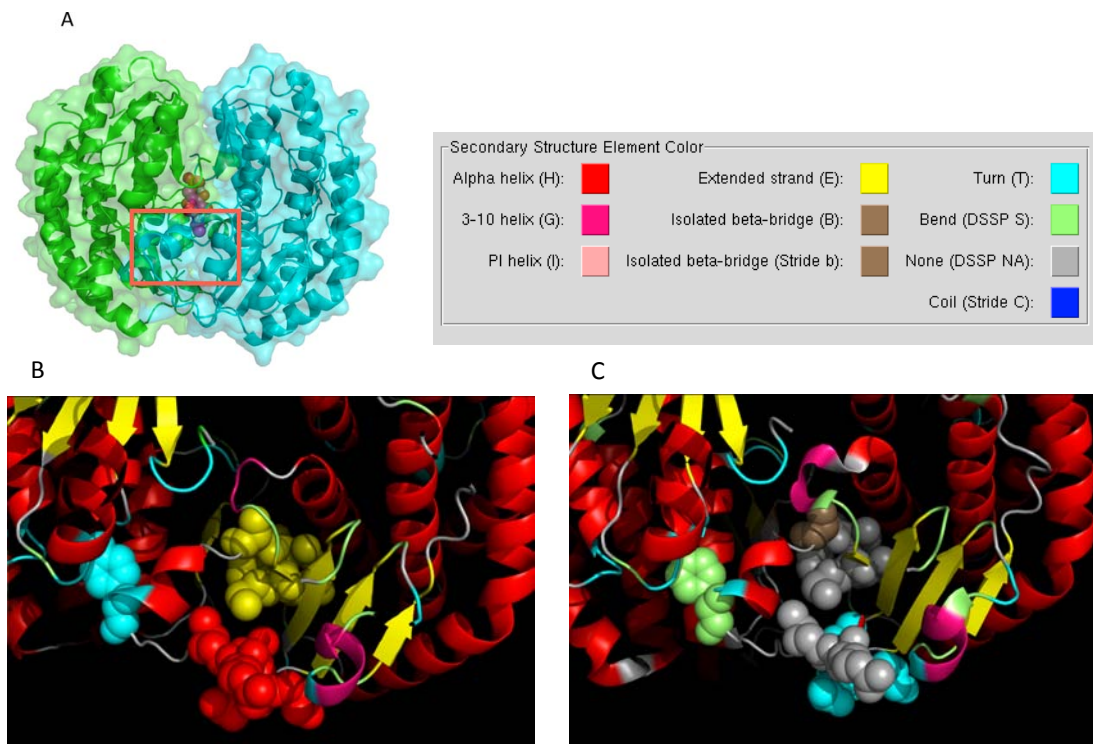 A
Secondary Structure Element Color
Alpha helix (H): Extended strand (E): Turn (T):
3-10 helix (G): Isolated beta-bridge (B): Bend (DSSP S)
PI helix (I): Isolated beta-bridge (Stride b): None (DSSP NA):
Coil (Stride C):
B
C